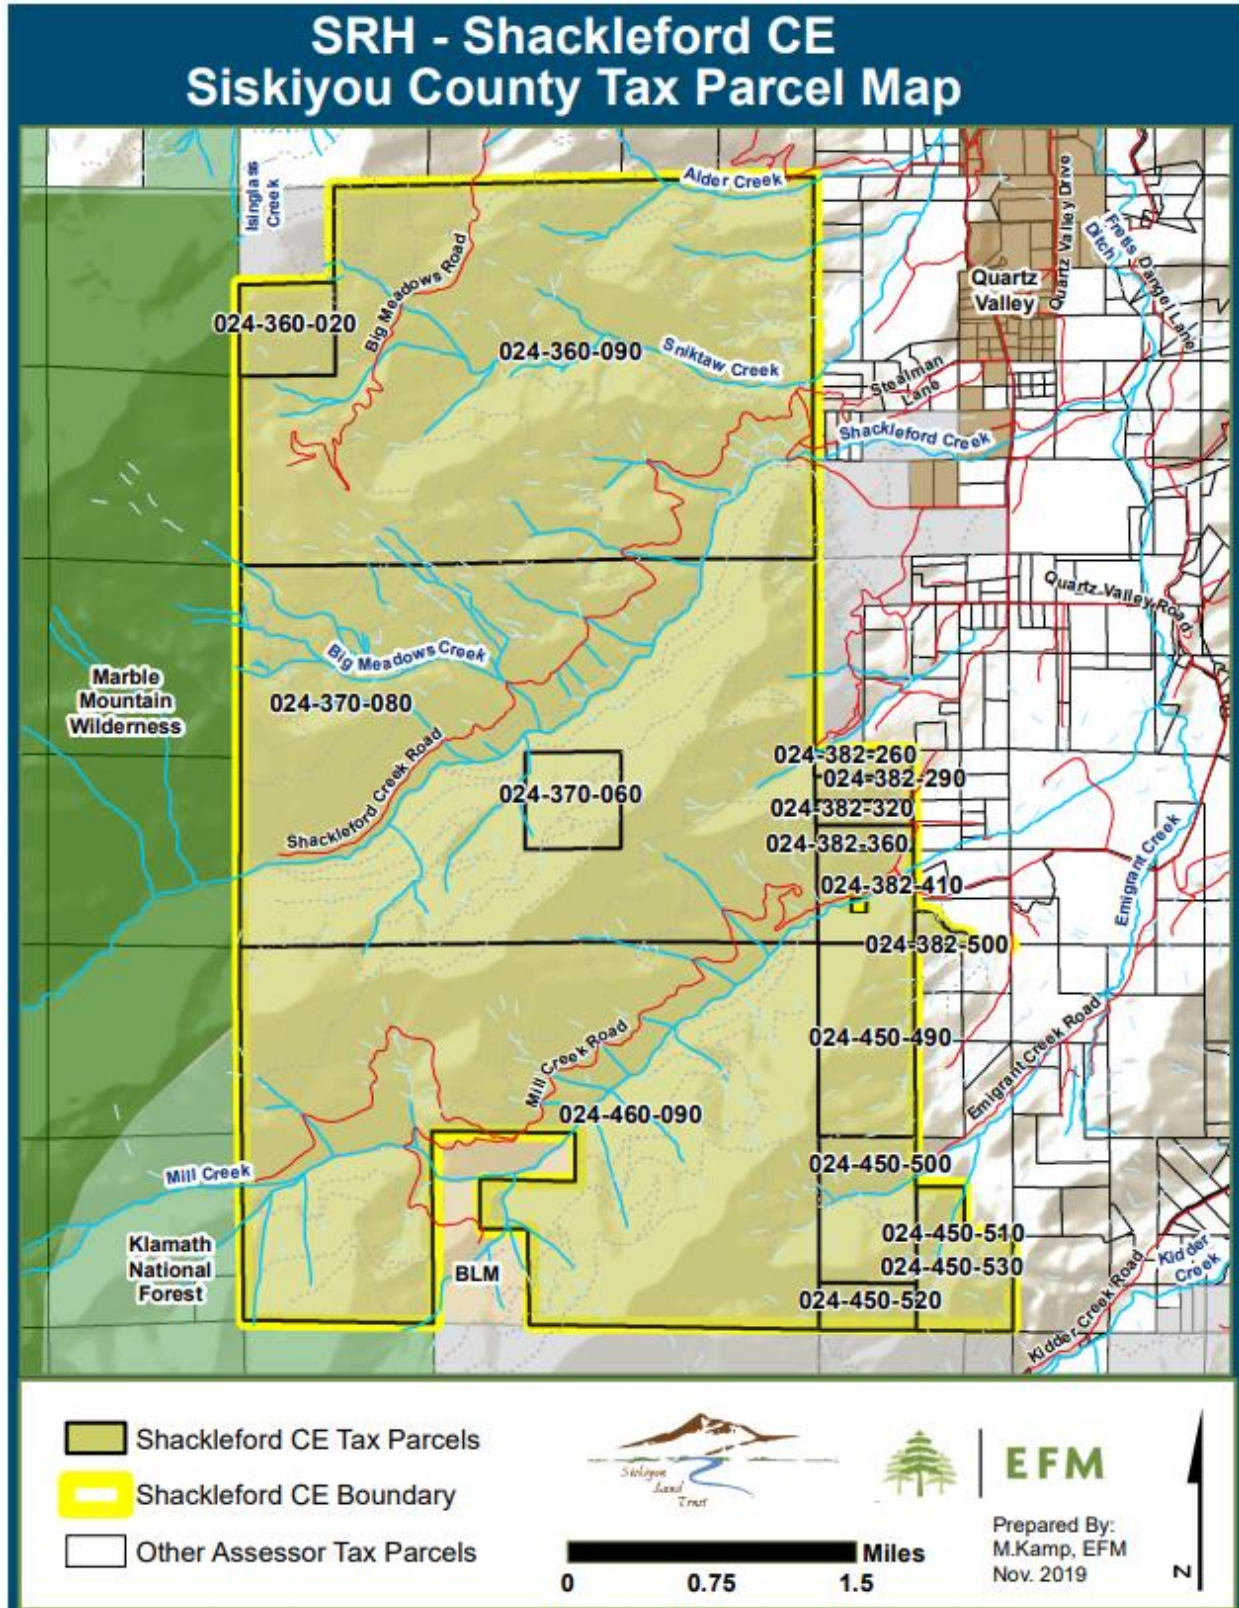 SRH - Shackleford CE
Siskiyou County Tax Parcel Map
Isinglass
Creek
Alder Creek
Quartz Valley Drive
Freus Dangel Lane
Ditch
Big Meadows Road
Quartz
Valley
024-360-020
024-360-090
Sniktaw Creek
Stealman
Lane
Shackleford Creek
Quartz Valley Road
Rd
Big Meadows Creek
Marble
Mountain
Wilderness
024-370-080
Shackleford Creek Road
024-370-060
024-382-260
024-382-290
024-382-320
024-382-360
024-382-410
Emigrant Creek
024-382-500
024-450-490
Emigrant Creek Road
Mill Creek Road
024-460-090
024-450-500
Mill Creek
024-450-510
Klamath
National
Forest
BLM
024-450-530
024-450-520
Kidder
Creek
Kidder Creek Road
Shackleford CE Tax Parcels
Shackleford CE Boundary
Other Assessor Tax Parcels
Siskiyou
Land
Trust
EFM
Miles
0 0.75 1.5
Prepared By:
M.Kamp, EFM
Nov. 2019
N